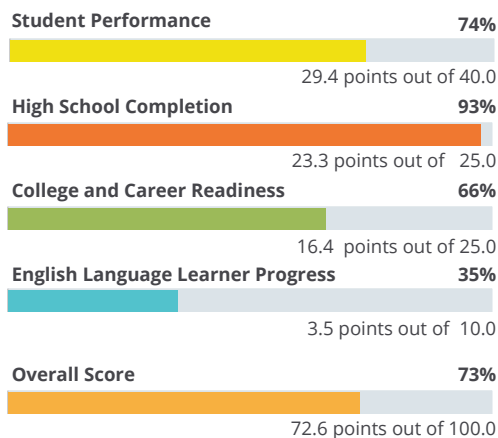 Student Performance 74%
29.4 points out of 40.0
High School Completion 93%
23.3 points out of 25.0
College and Career Readiness 66%
16.4 points out of 25.0
English Language Learner Progress 35%
3.5 points out of 10.0
Overall Score 73%
72.6 points out of 100.0